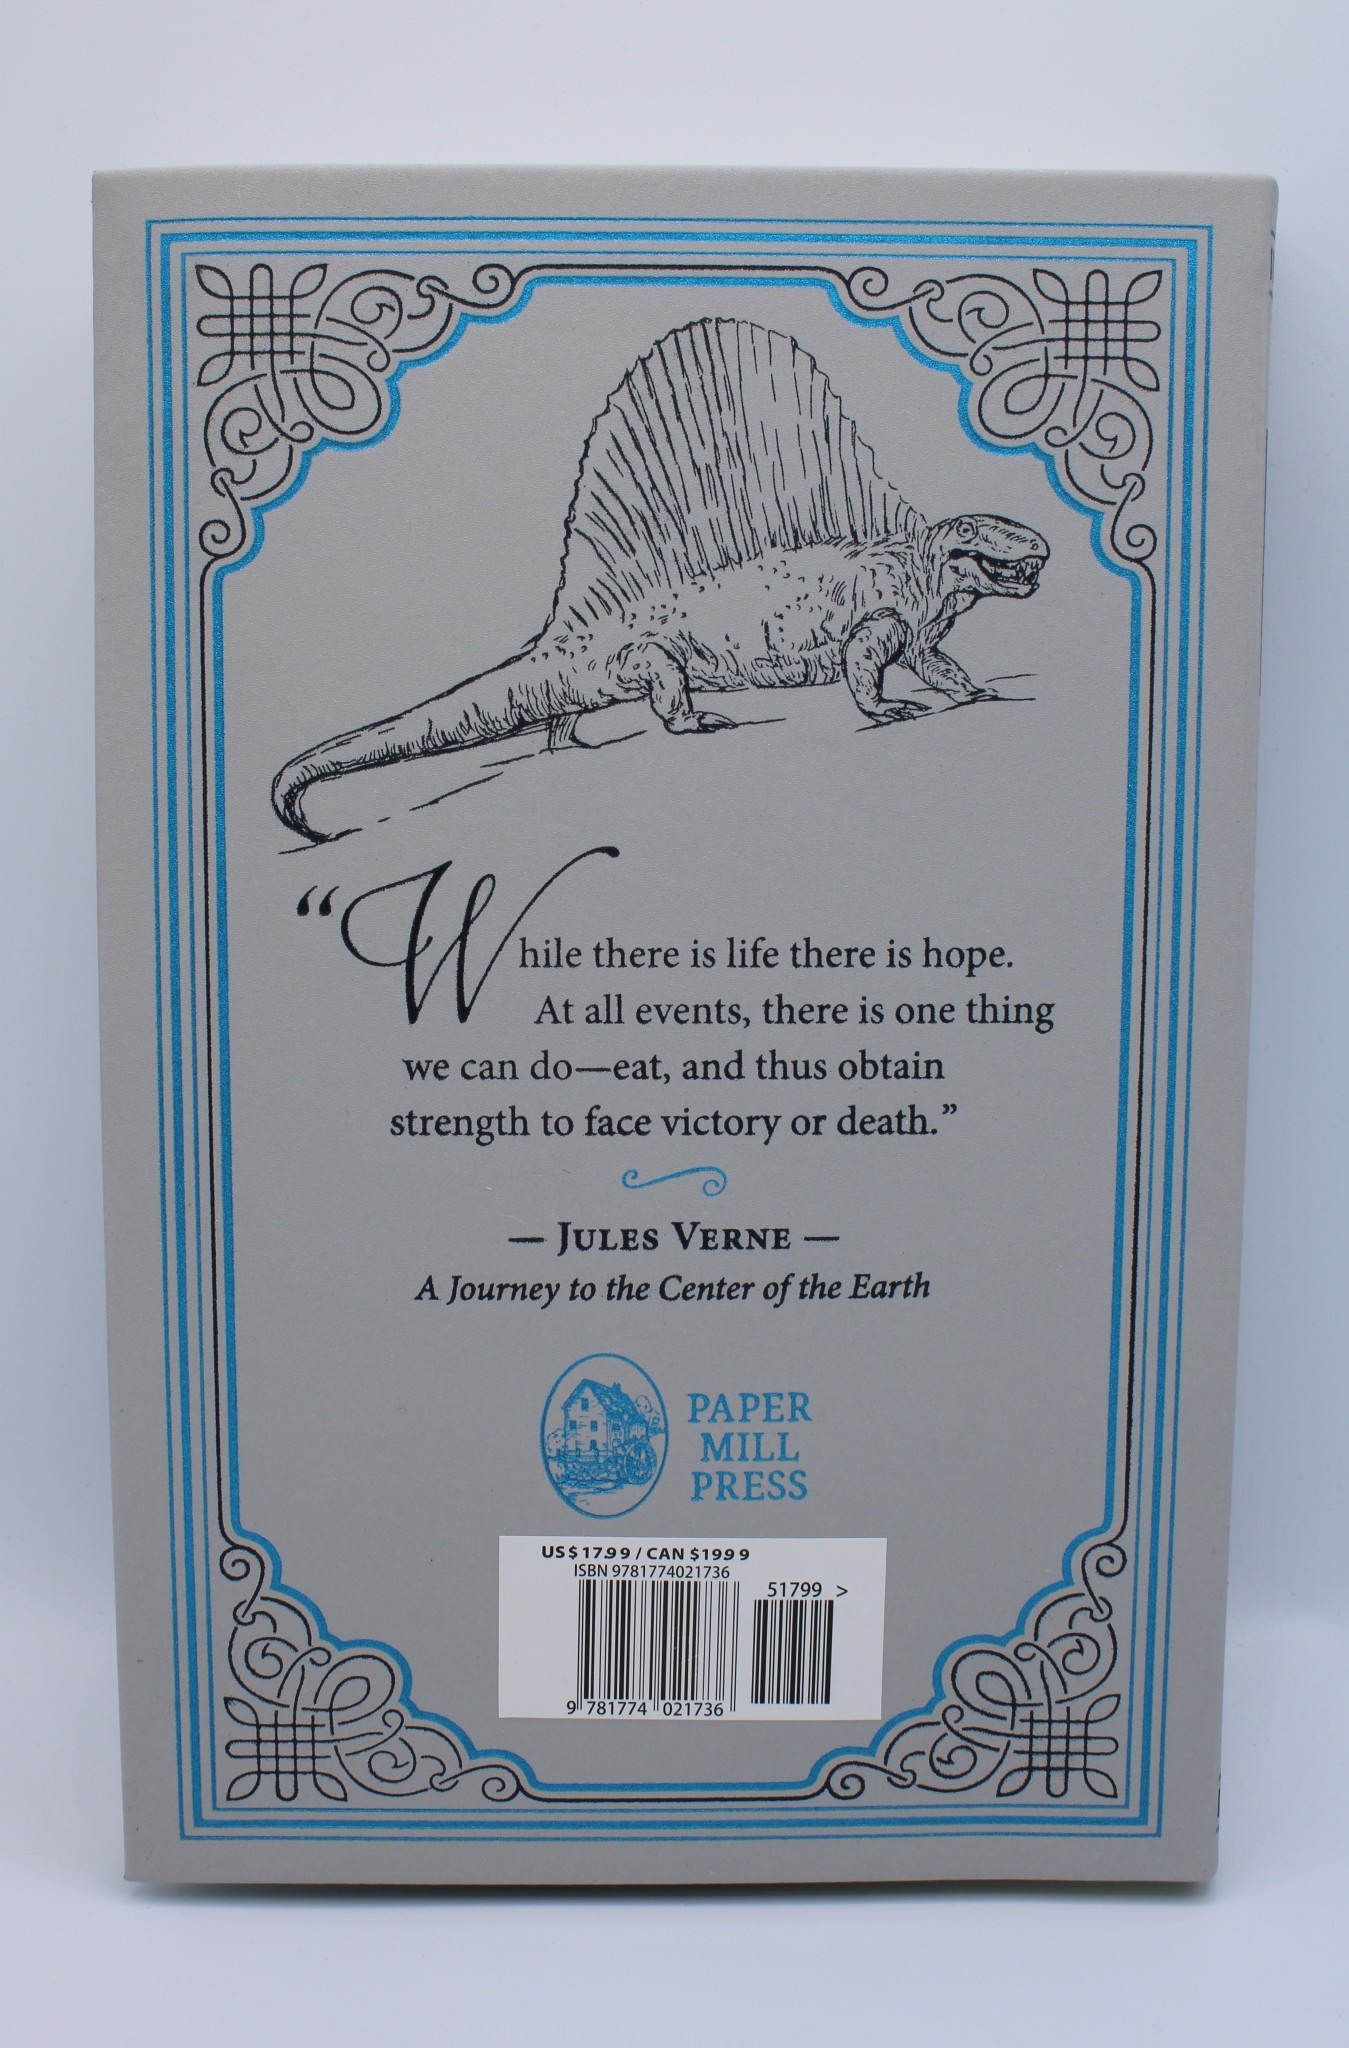 “While there is life there is hope.
At all events, there is one thing
we can do—eat, and thus obtain
strength to face victory or death.”
— JULES VERNE —
A Journey to the Center of the Earth
PAPER
MILL
PRESS
US $ 17.99 / CAN $19.9 9
ISBN 9781774021736
51799 >
9 781774 021736